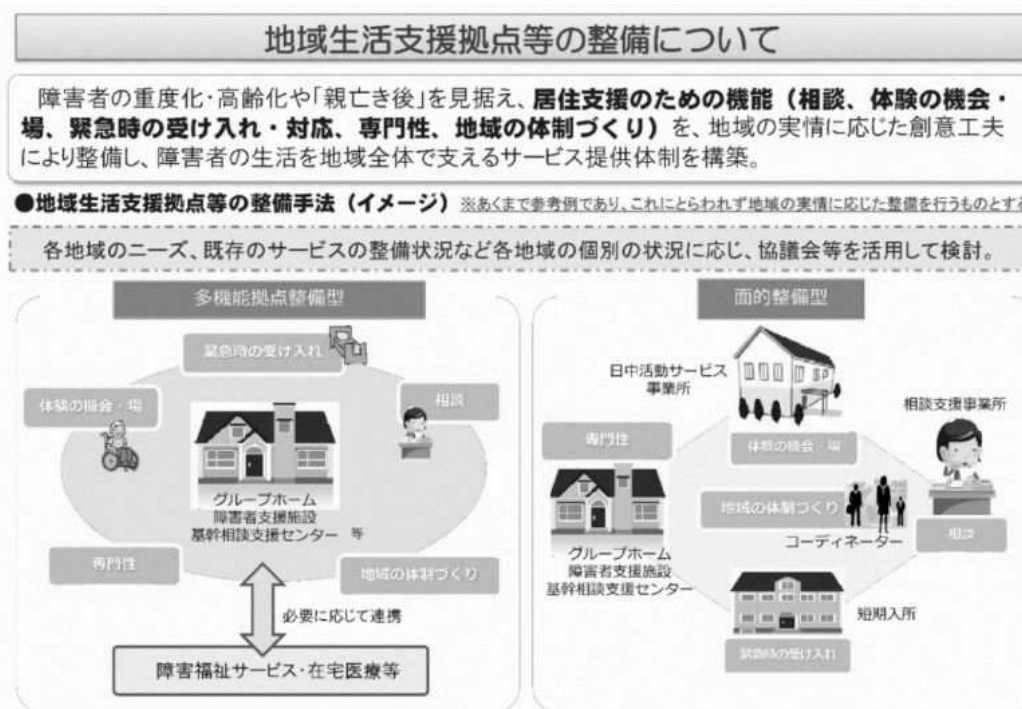 地域生活支援拠点等の整備について
障害者の重度化･高齢化や「親亡き後」を見据え、居住支援のための機能（相談、体験の機会・
場、緊急時の受け入れ・対応、専門性、地域の体制づくり）を、地域の実情に応じた創意工夫
により整備し、障害者の生活を地域全体で支えるサービス提供体制を構築。
●地域生活支援拠点等の整備手法（イメージ）※あくまで参考例であり、これにとらわれず地域の実情に応じた整備を行うものとする
各地域のニーズ、既存のサービスの整備状況など各地域の個別の状況に応じ、協議会等を活用して検討。
多機能拠点整備型
緊急時の受け入れ
体験の機会・場
相談
グループホーム
障害者支援施設
基幹相談支援センター 等
専門性
地域の体制づくり
必要に応じて連携
障害福祉サービス･在宅医療等
面的整備型
日中活動サービス
事業所
相談支援事業所
専門性
体験の機会・場
地域の体制づくり
コーディネーター
相談
グループホーム
障害者支援施設
基幹相談支援センター
短期入所
緊急時の受け入れ